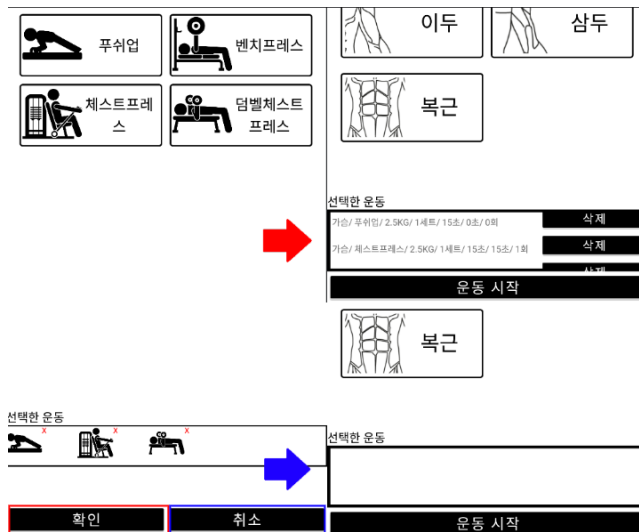 푸쉬업
벤치프레스
체스트프레
스
덤벨체스트
프레스
이두
삼두
복근
선택한 운동
가슴/ 푸쉬업/ 2.5KG/ 1세트/ 15초/ 0초/ 0회
삭제
가슴/ 체스트프레스/ 2.5KG/ 1세트/ 15초/ 15초/ 1회
삭제
삭제
운동 시작
복근
선택한 운동
x
x
x
확인
취소
선택한 운동
운동 시작